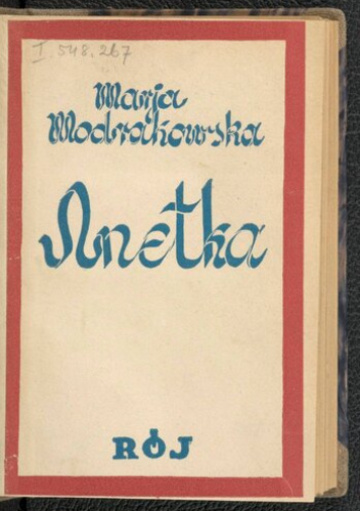 I. 548.267
Marja
Modrakowska
Anetka
RÓJ